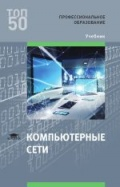 ТОП
50
ПРОФЕССИОНАЛЬНОЕ
ОБРАЗОВАНИЕ
Учебник
КОМПЬЮТЕРНЫЕ
СЕТИ